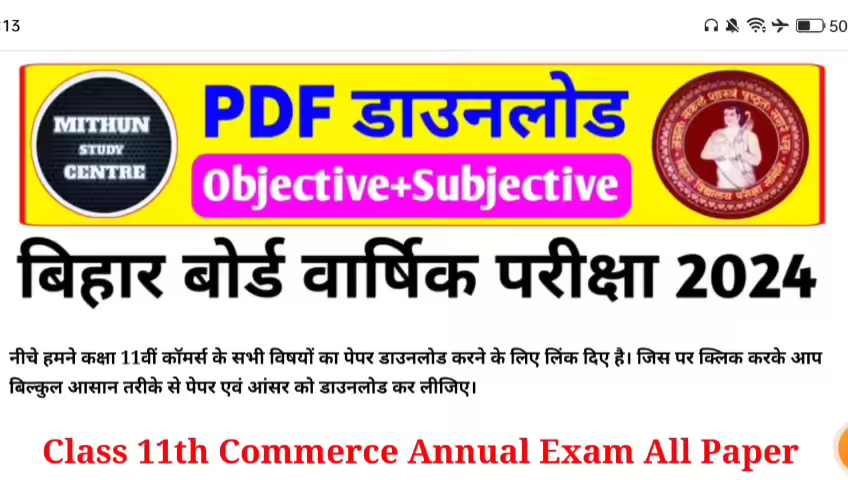 :13
50
MITHUN
STUDY
CENTRE
PDF डाउनलोड
Objective+Subjective
बिहार बोर्ड वार्षिक परीक्षा 2024
नीचे हमने कक्षा 11वीं कॉमर्स के सभी विषयों का पेपर डाउनलोड करने के लिए लिंक दिए है। जिस पर क्लिक करके आप
बिल्कुल आसान तरीके से पेपर एवं आंसर को डाउनलोड कर लीजिए।
Class 11th Commerce Annual Exam All Paper